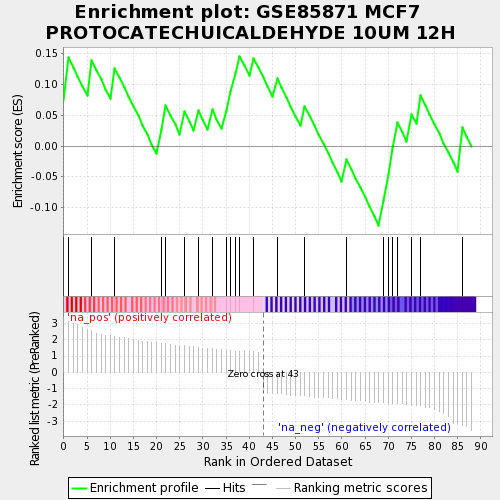 Enrichment plot: GSE85871 MCF7
PROTOCATECHUICALDEHYDE 10UM 12H
Enrichment score (ES)
0.15
0.10
0.05
0.00
-0.05
-0.10
'na_pos' (positively correlated)
Ranked list metric (PreRanked)
3
2
1
0
-1
-2
-3
Zero cross at 43
'na_neg' (negatively correlated)
0 5 10 15 20 25 30 35 40 45 50 55 60 65 70 75 80 85 90
Rank in Ordered Dataset
Enrichment profile Hits Ranking metric scores